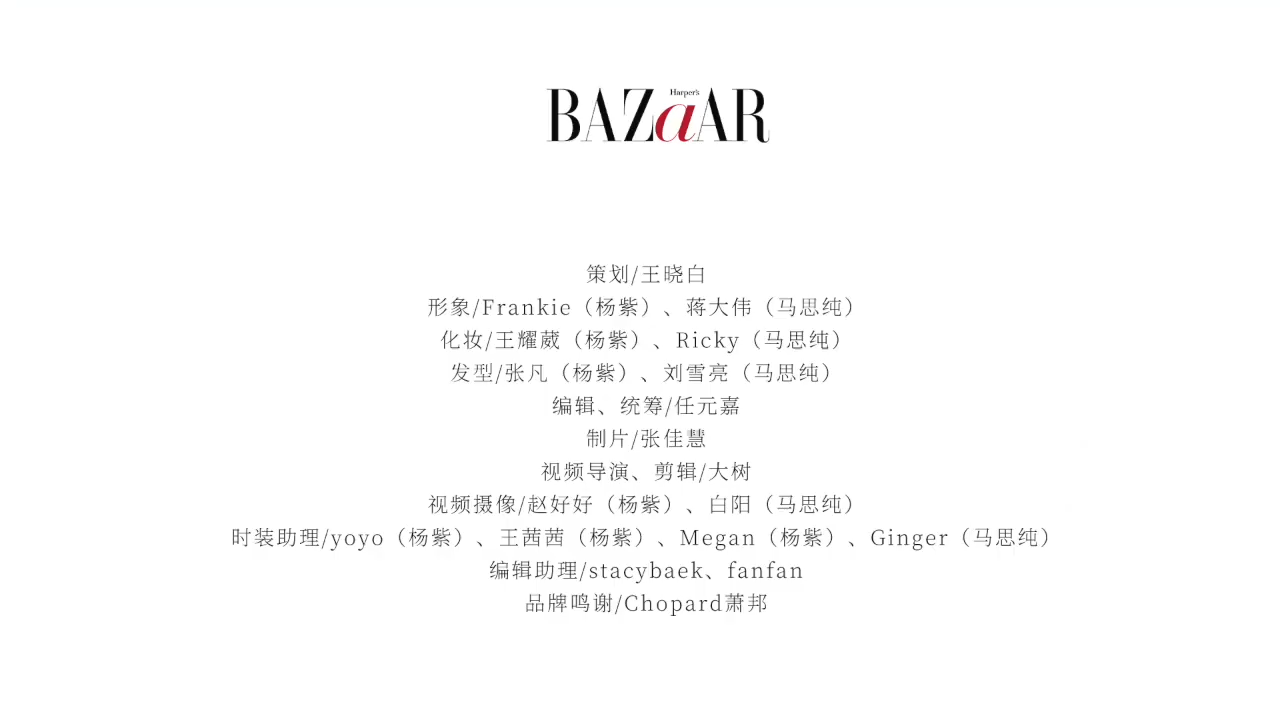 Harper's
BAZaAR
策划/王晓白
形象/Frankie（杨紫）、蒋大伟（马思纯）
化妆/王耀葳（杨紫）、Ricky（马思纯）
发型/张凡（杨紫）、刘雪亮（马思纯）
编辑、统筹/任元嘉
制片/张佳慧
视频导演、剪辑/大树
视频摄像/赵好好（杨紫）、白阳（马思纯）
时装助理/yoyo（杨紫）、王茜茜（杨紫）、Megan（杨紫）、Ginger（马思纯）
编辑助理/stacybaek、fanfan
品牌鸣谢/Chopard萧邦